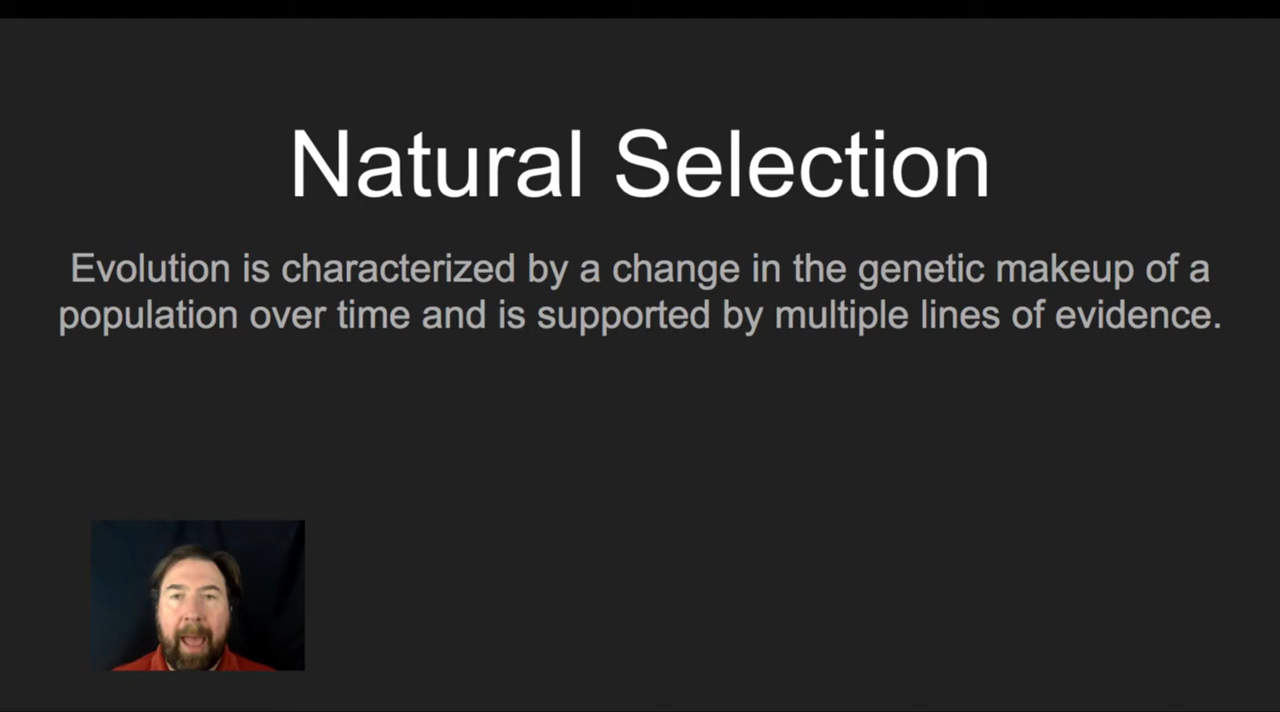 Natural Selection
Evolution is characterized by a change in the genetic makeup of a
population over time and is supported by multiple lines of evidence.